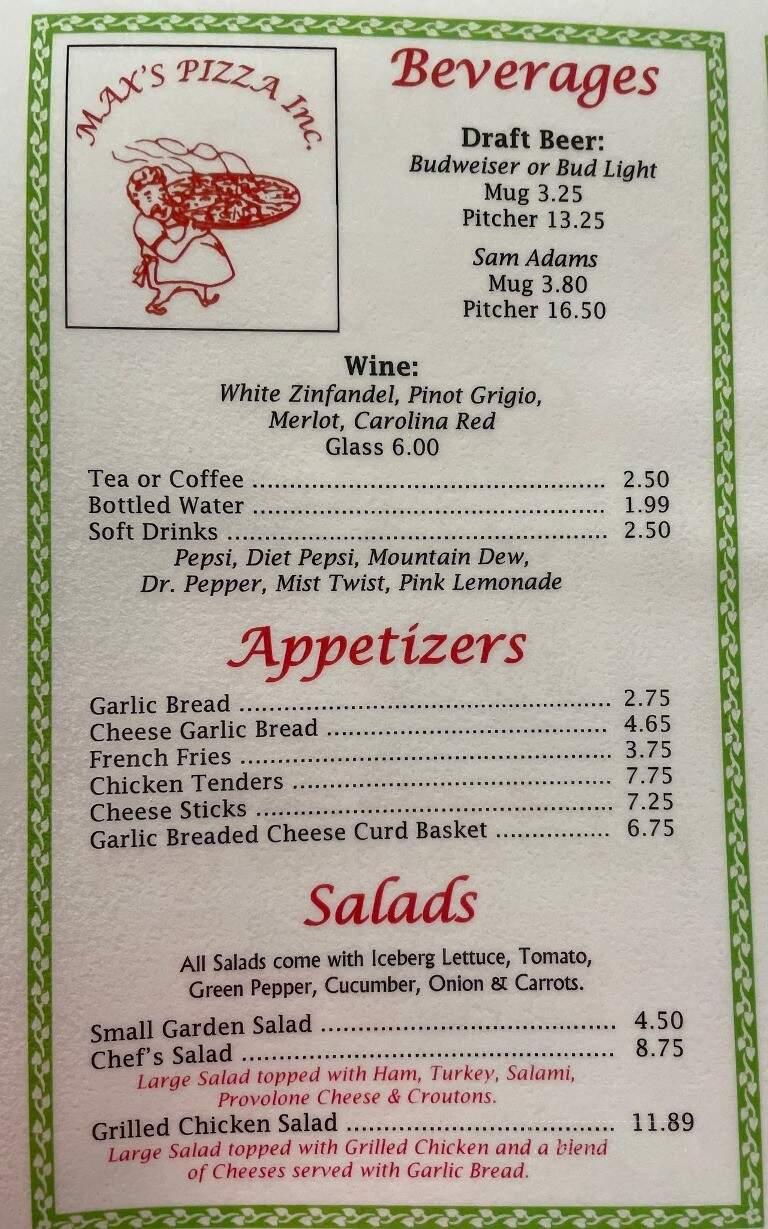 MAX'S PIZZA Inc.
Beverages
Draft Beer:
Budweiser or Bud Light
Mug 3.25
Pitcher 13.25
Sam Adams
Mug 3.80
Pitcher 16.50
Wine:
White Zinfandel, Pinot Grigio,
Merlot, Carolina Red
Glass 6.00
Tea or Coffee ............................................... 2.50
Bottled Water ............................................... 1.99
Soft Drinks ................................................... 2.50
Pepsi, Diet Pepsi, Mountain Dew,
Dr. Pepper, Mist Twist, Pink Lemonade
Appetizers
Garlic Bread .................................................. 2.75
Cheese Garlic Bread ...................................... 4.65
French Fries .................................................. 3.75
Chicken Tenders ........................................... 7.75
Cheese Sticks ................................................ 7.25
Garlic Breaded Cheese Curd Basket ............... 6.75
Salads
All Salads come with Iceberg Lettuce, Tomato,
Green Pepper, Cucumber, Onion & Carrots.
Small Garden Salad ....................................... 4.50
Chef's Salad .................................................. 8.75
Large Salad topped with Ham, Turkey, Salami,
Provolone Cheese & Croutons.
Grilled Chicken Salad .................................... 11.89
Large Salad topped with Grilled Chicken and a blend
of Cheeses served with Garlic Bread.